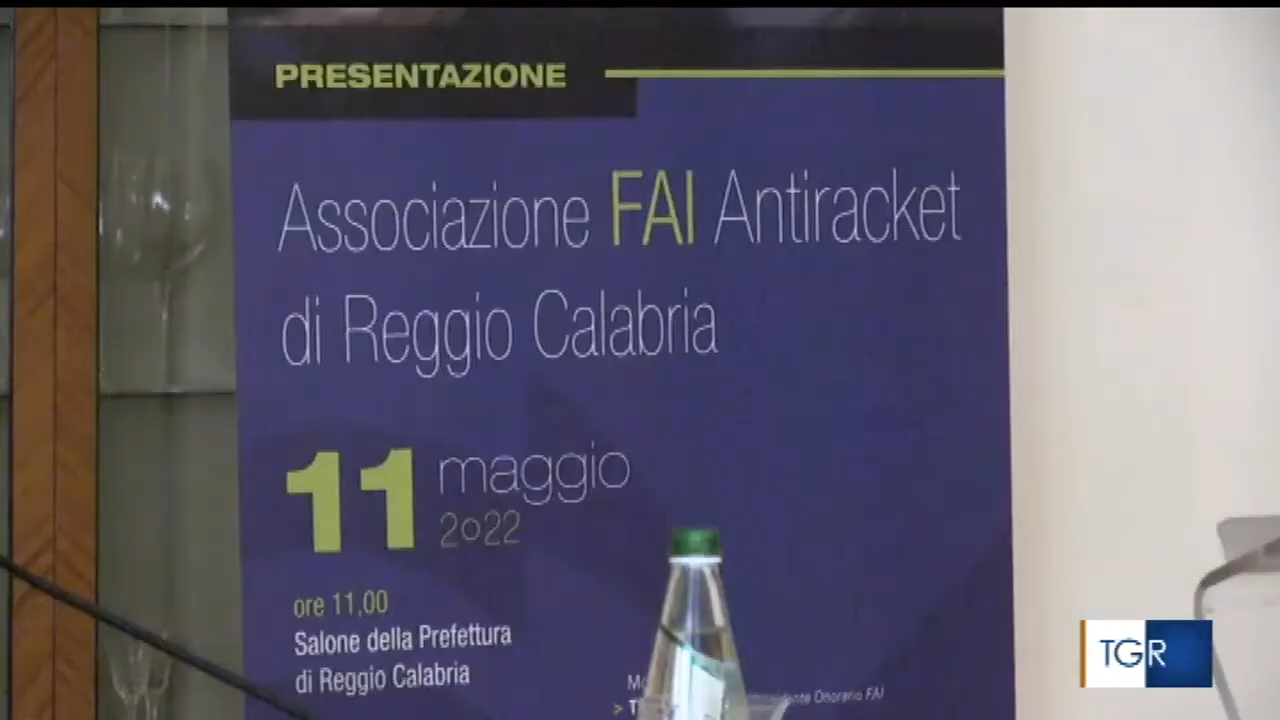 PRESENTAZIONE
Associazione FAI Antiracket
di Reggio Calabria
11 maggio
2022
ore 11,00
Salone della Prefettura
di Reggio Calabria
Onorario FAI
TGR